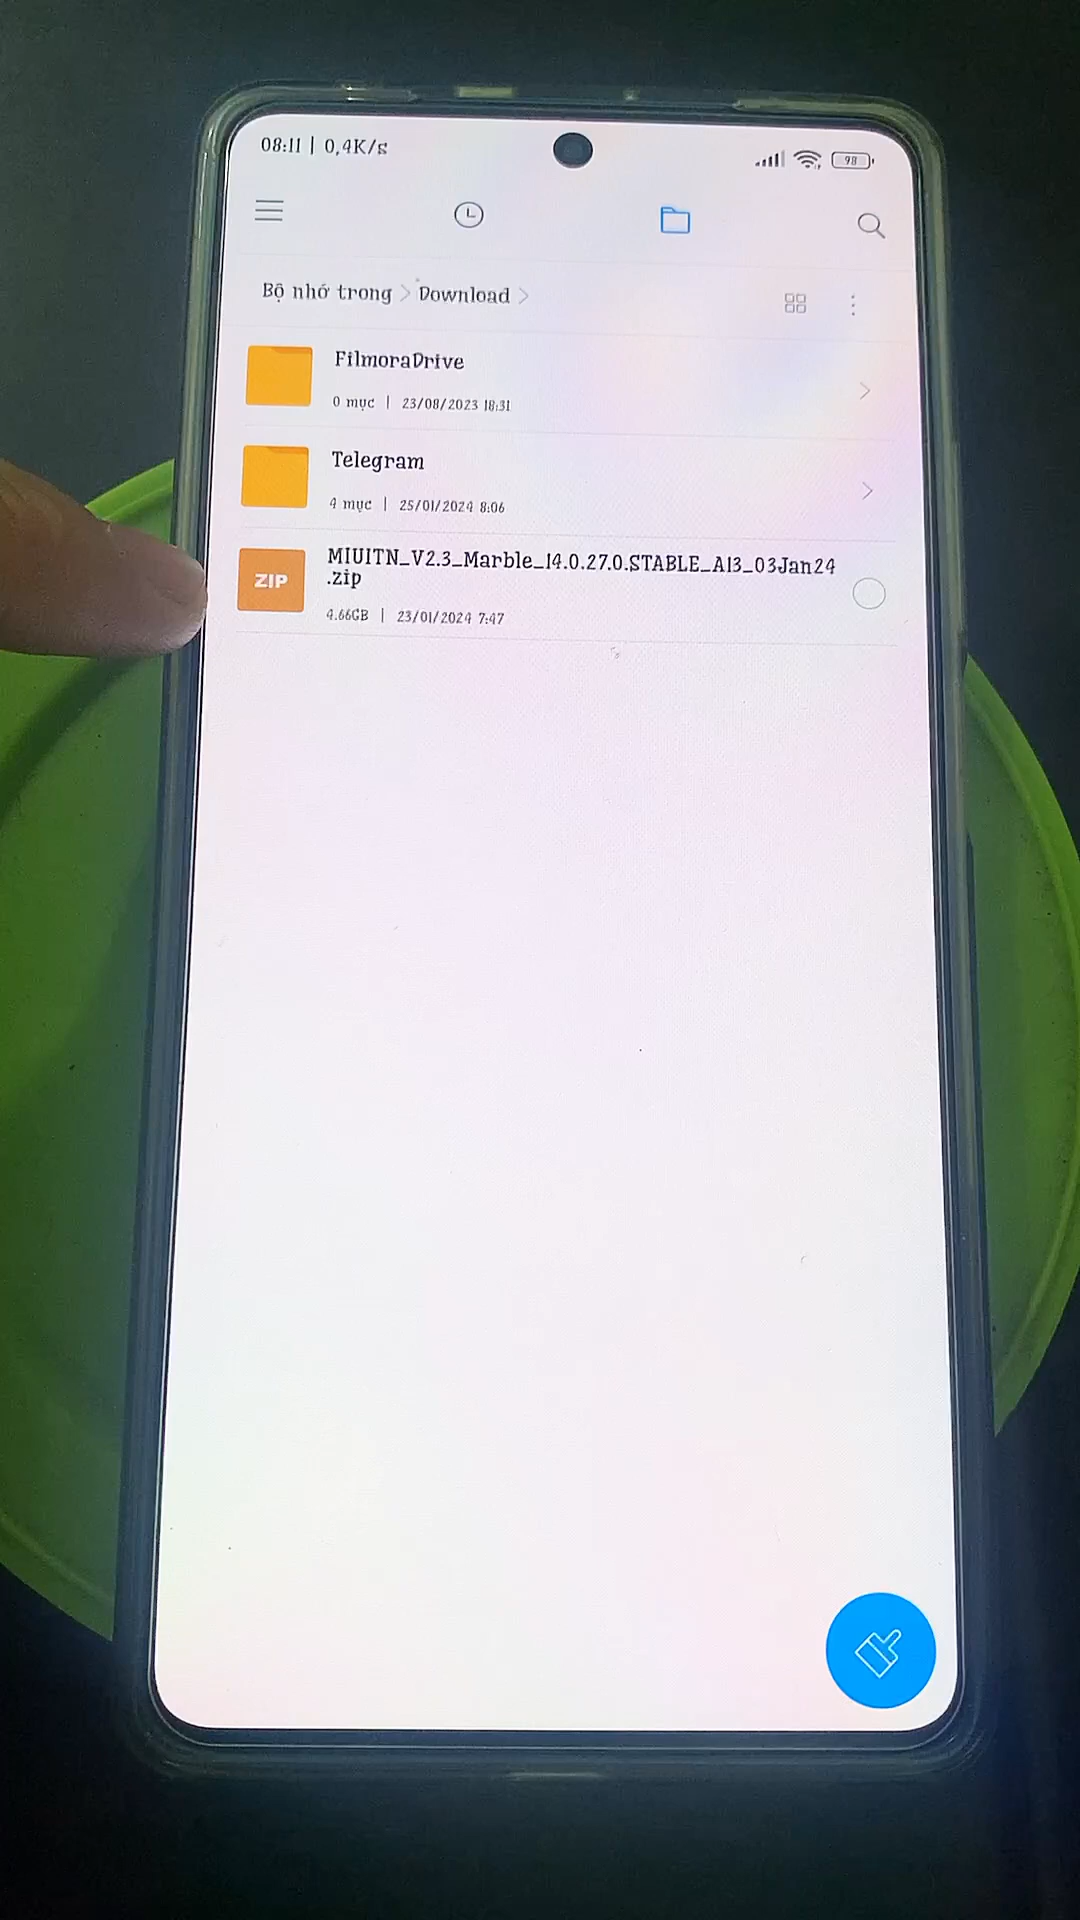 08:11 | 0,4K/s
98
Bộ nhớ trong > Download >
FilmoraDrive
0 mục | 23/08/2023 18:31
Telegram
4 mục | 25/01/2024 8:06
ZIP
MIUITN_V2.3_Marble_14.0.27.0.STABLE_A13_03Jan24
.zip
4.66GB | 23/01/2024 7:47